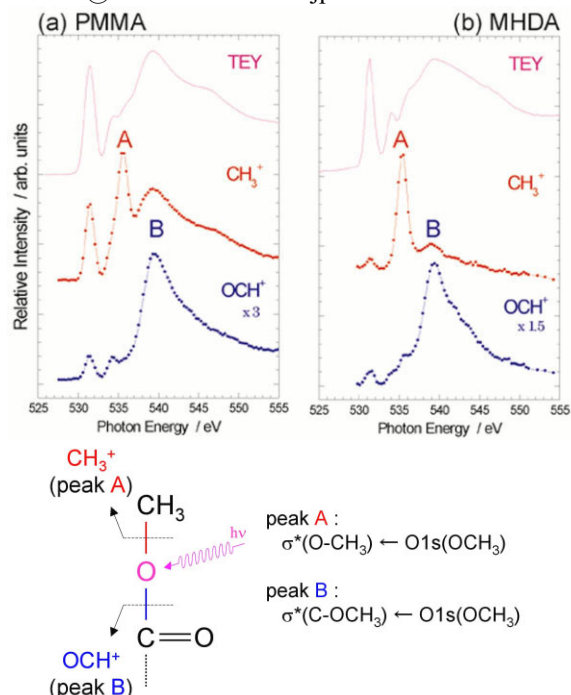 (a) PMMA
(b) MHDA
TEY
A
CH₃⁺
B
OCH⁺
x 3
TEY
A
CH₃⁺
B
OCH⁺
x 1.5
Relative Intensity / arb. units
525 530 535 540 545 550 555
Photon Energy / eV
525 530 535 540 545 550 555
Photon Energy / eV
CH₃⁺
(peak A)
CH₃
hν
O
C=O
OCH⁺
(peak B)
peak A :
σ*(O-CH₃) ← O1s(OCH₃)
peak B :
σ*(C-OCH₃) ← O1s(OCH₃)